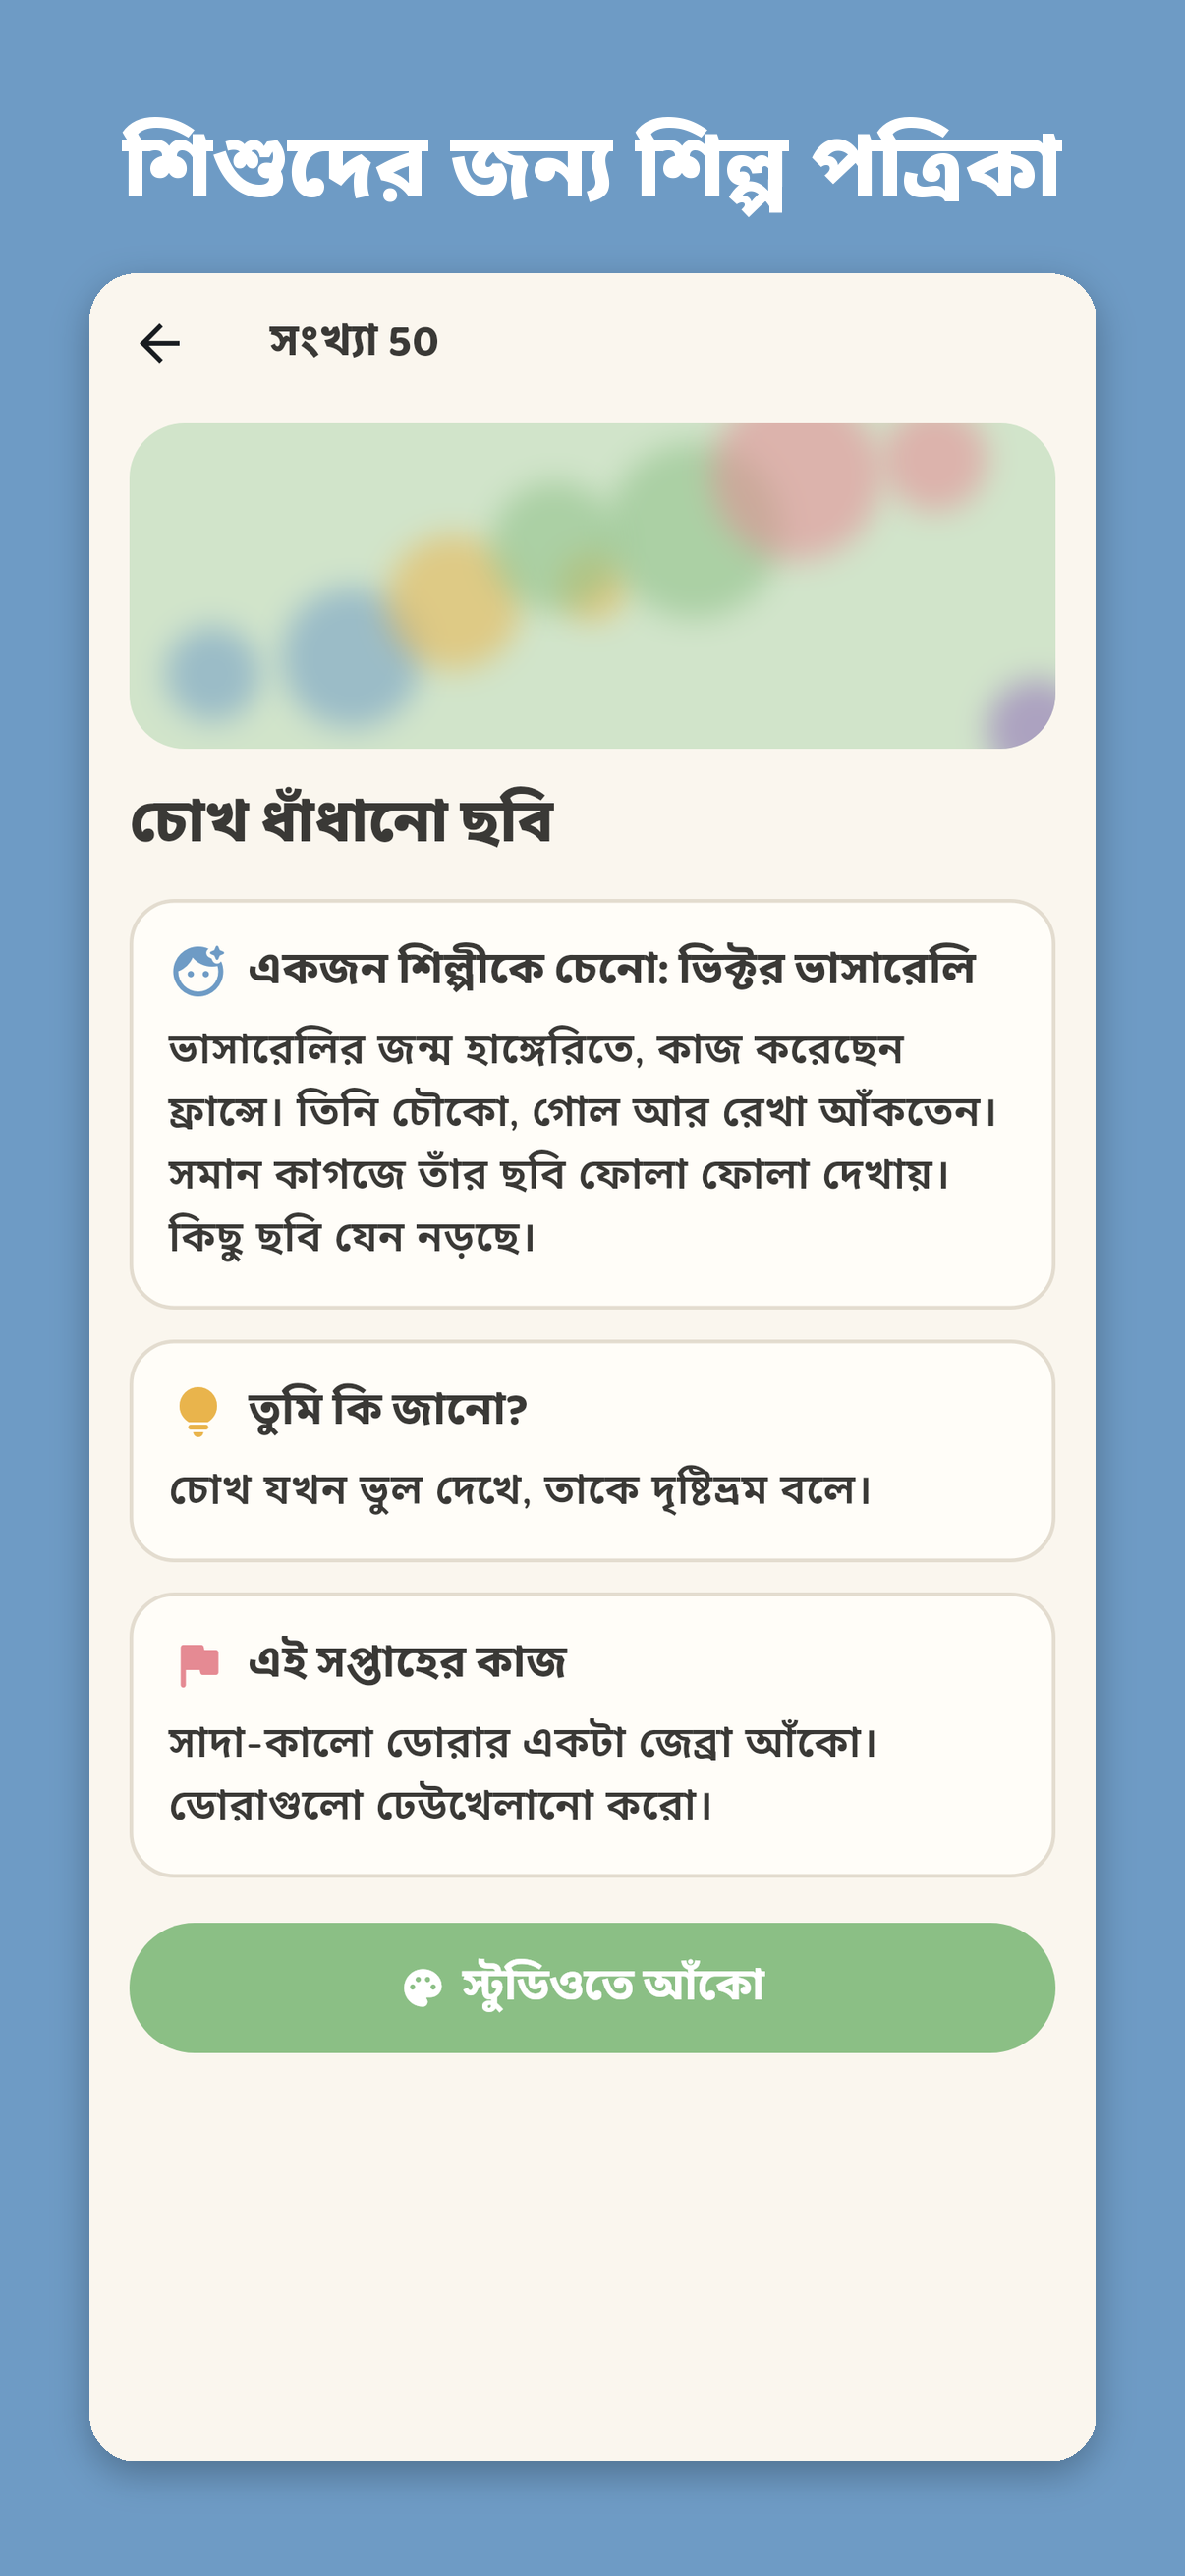 শিশুদের জন্য শিল্প পত্রিকা
সংখ্যা 50
চোখ ধাঁধানো ছবি
একজন শিল্পীকে চেনো: ভিক্টর ভাসারেলি
ভাসারেলির জন্ম হাঙ্গেরিতে, কাজ করেছেন
ফ্রান্সে। তিনি চৌকো, গোল আর রেখা আঁকতেন।
সমান কাগজে তাঁর ছবি ফোলা ফোলা দেখায়।
কিছু ছবি যেন নড়ছে।
তুমি কি জানো?
চোখ যখন ভুল দেখে, তাকে দৃষ্টিভ্রম বলে।
এই সপ্তাহের কাজ
সাদা-কালো ডোরার একটা জেব্রা আঁকো।
ডোরাগুলো ঢেউখেলানো করো।
স্টুডিওতে আঁকো